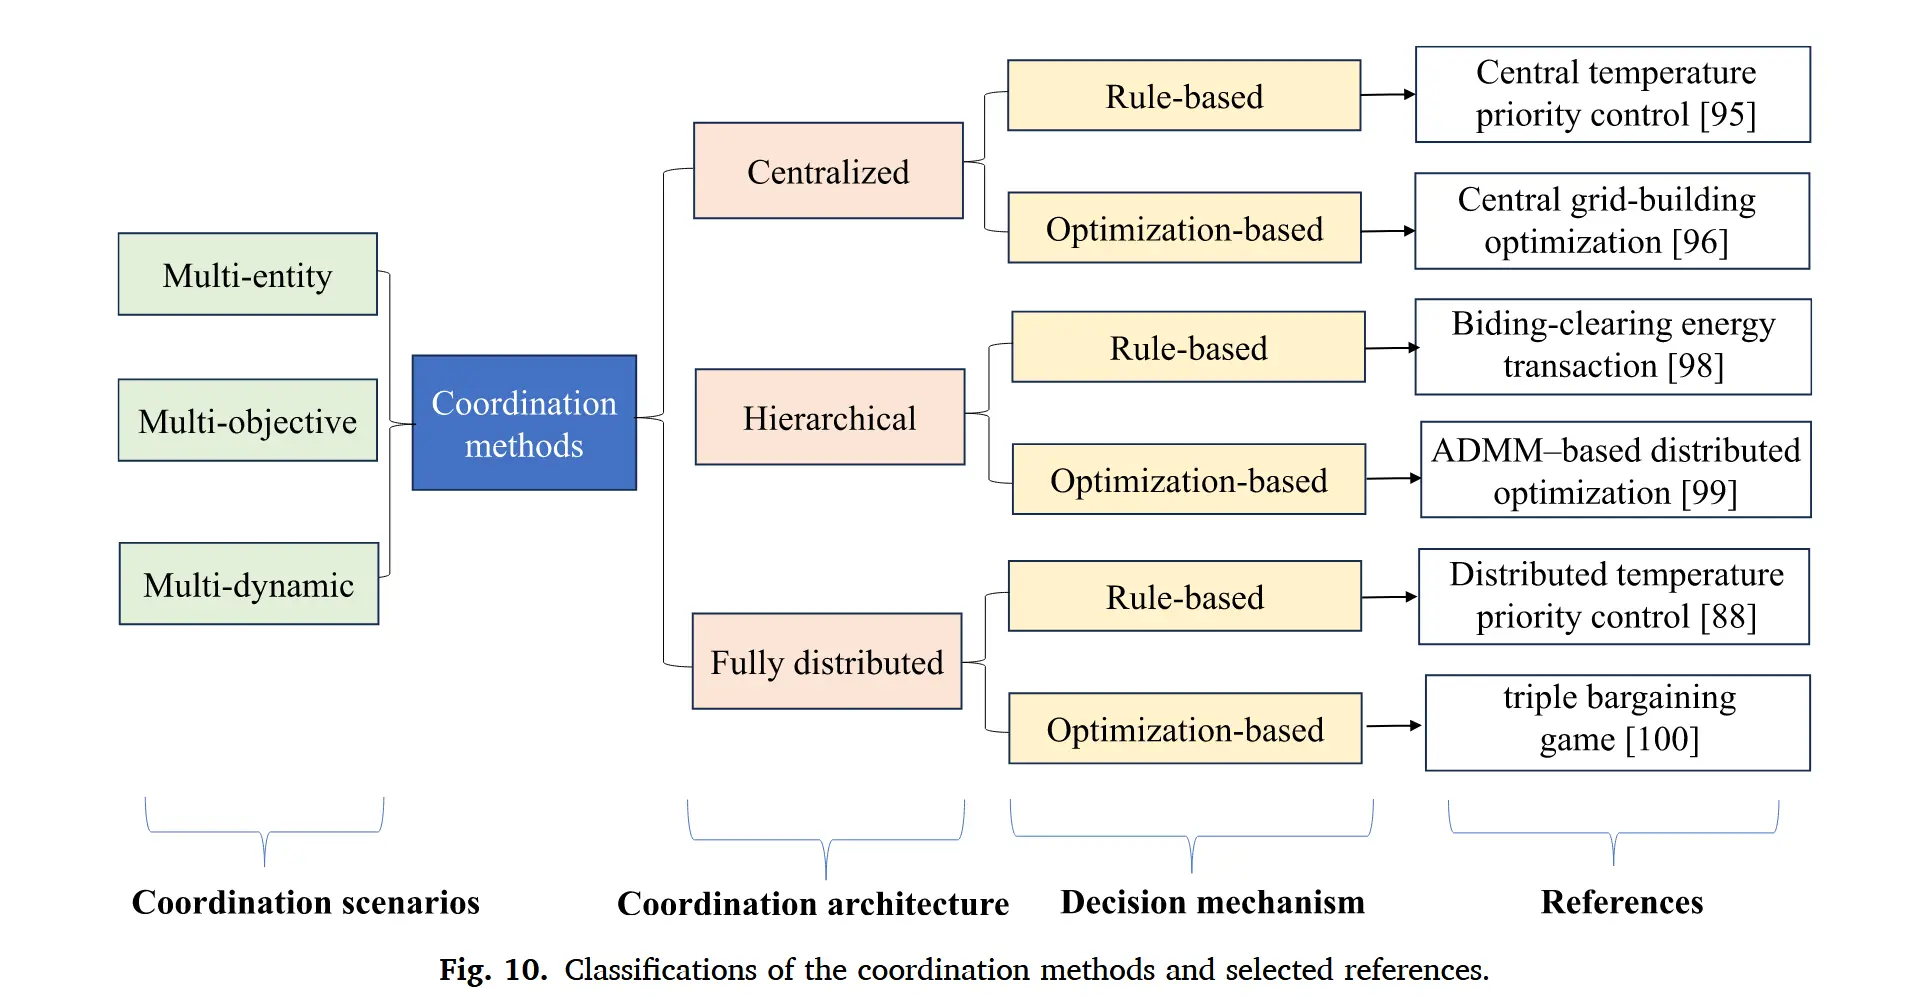 Multi-entity
Multi-objective
Multi-dynamic
Coordination
methods
Centralized
Hierarchical
Fully distributed
Rule-based
Optimization-based
Rule-based
Optimization-based
Rule-based
Optimization-based
Central temperature
priority control [95]
Central grid-building
optimization [96]
Biding-clearing energy
transaction [98]
ADMM–based distributed
optimization [99]
Distributed temperature
priority control [88]
triple bargaining
game [100]
Coordination scenarios
Coordination architecture
Decision mechanism
References
Fig. 10. Classifications of the coordination methods and selected references.